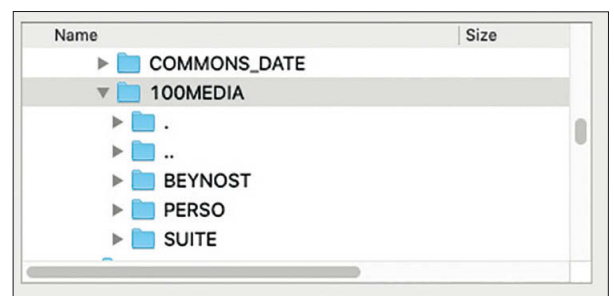 Name Size
COMMONS_DATE
100MEDIA
.
..
BEYNOST
PERSO
SUITE